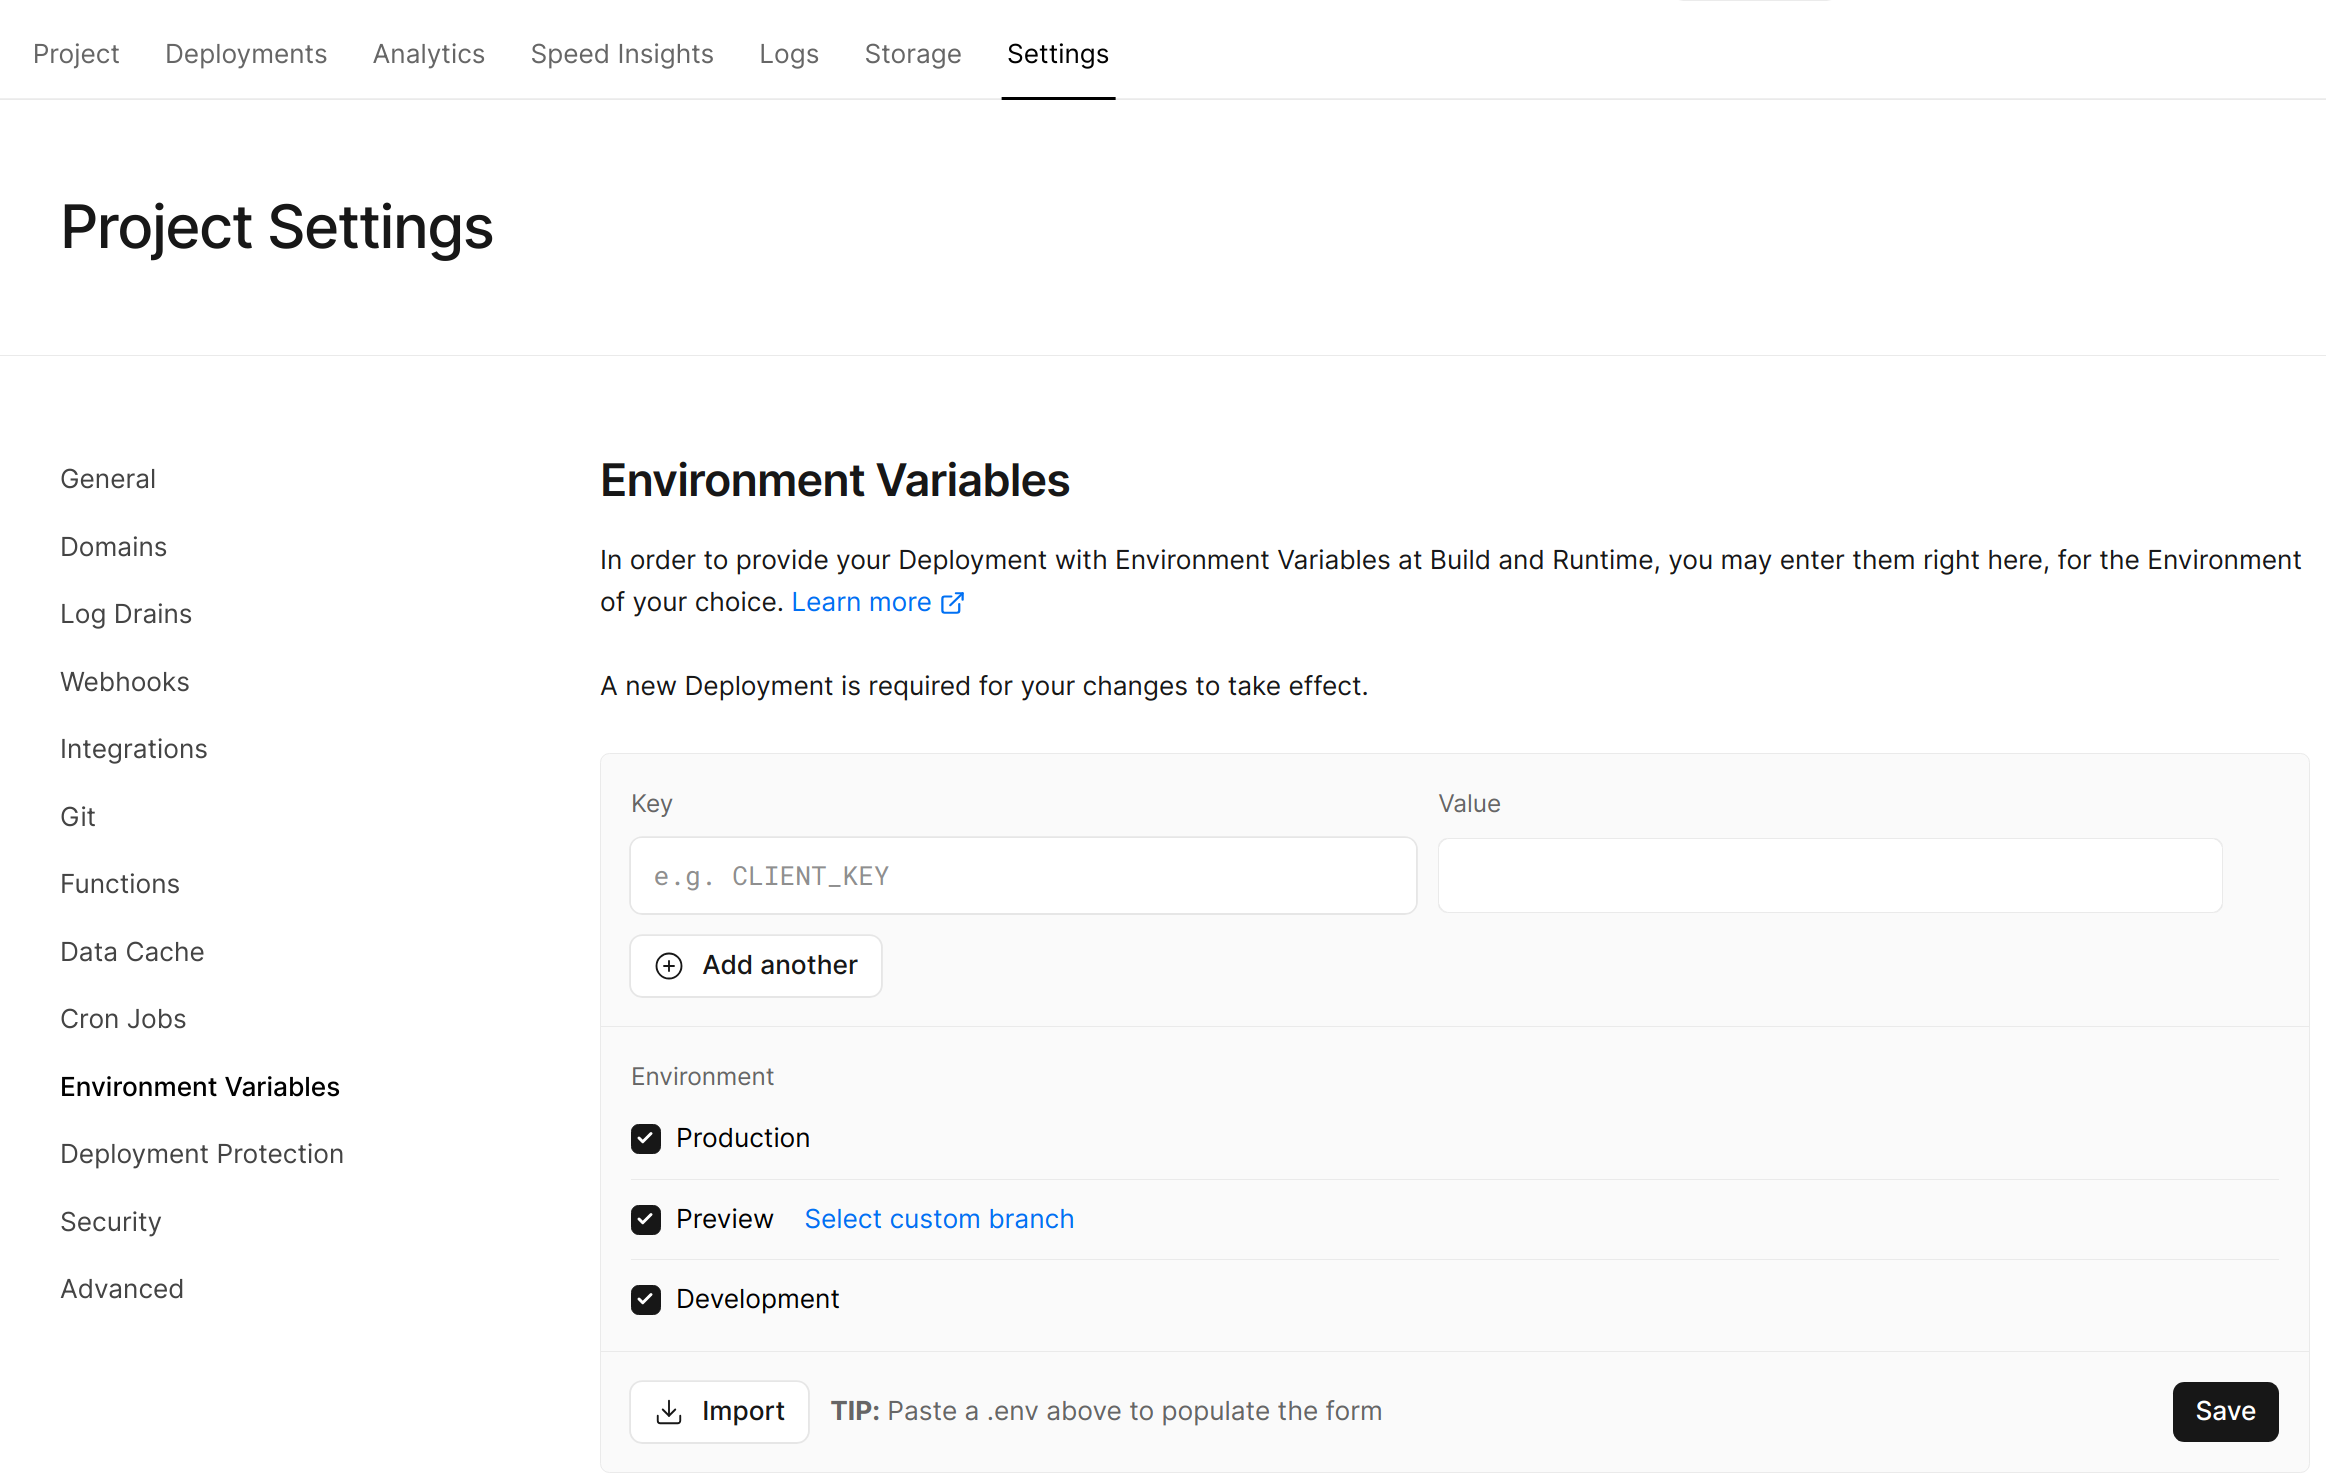 Project Deployments Analytics Speed Insights Logs Storage Settings
Project Settings
General
Domains
Log Drains
Webhooks
Integrations
Git
Functions
Data Cache
Cron Jobs
Environment Variables
Deployment Protection
Security
Advanced
Environment Variables
In order to provide your Deployment with Environment Variables at Build and Runtime, you may enter them right here, for the Environment
of your choice. Learn more
A new Deployment is required for your changes to take effect.
Key Value
e.g. CLIENT_KEY
Add another
Environment
Production
Preview Select custom branch
Development
Import TIP: Paste a .env above to populate the form Save